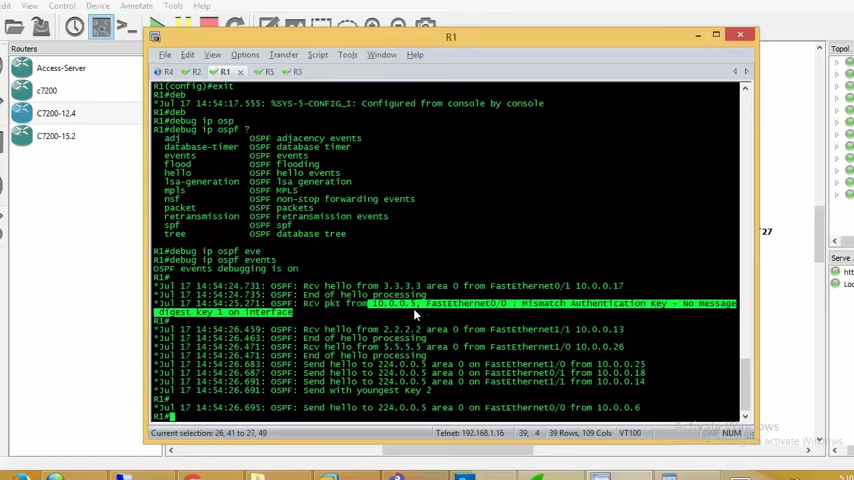 Edit View Control Device Annotate Tools Help
R1
File Edit View Options Transfer Script Tools Window Help
R4 R2 R1 R5 R3
Routers
Access-Server
c7200
C7200-12.4
C7200-15.2
R1(config)#exit
R1#deb
*Jul 17 14:54:17.555: %SYS-5-CONFIG_I: Configured from console by console
R1#deb
R1#debug ip osp
R1#debug ip ospf ?
adj OSPF adjacency events
database-timer OSPF database timer
events OSPF events
flood OSPF flooding
hello OSPF hello events
lsa-generation OSPF lsa generation
mpls OSPF MPLS
nsf OSPF non-stop forwarding events
packet OSPF packets
retransmission OSPF retransmission events
spf OSPF spf
tree OSPF database tree
R1#debug ip ospf eve
R1#debug ip ospf events
OSPF events debugging is on
R1#
*Jul 17 14:54:24.731: OSPF: Rcv hello from 3.3.3.3 area 0 from FastEthernet0/1 10.0.0.17
*Jul 17 14:54:24.735: OSPF: End of hello processing
*Jul 17 14:54:25.271: OSPF: Rcv pkt from 10.0.0.5, FastEthernet0/0 : Mismatch Authentication Key - No message
digest key 1 on interface
R1#
*Jul 17 14:54:26.459: OSPF: Rcv hello from 2.2.2.2 area 0 from FastEthernet1/1 10.0.0.13
*Jul 17 14:54:26.463: OSPF: End of hello processing
*Jul 17 14:54:26.471: OSPF: Rcv hello from 5.5.5.5 area 0 from FastEthernet1/0 10.0.0.26
*Jul 17 14:54:26.471: OSPF: End of hello processing
*Jul 17 14:54:26.683: OSPF: Send hello to 224.0.0.5 area 0 on FastEthernet1/0 from 10.0.0.25
*Jul 17 14:54:26.687: OSPF: Send hello to 224.0.0.5 area 0 on FastEthernet0/1 from 10.0.0.18
*Jul 17 14:54:26.691: OSPF: Send hello to 224.0.0.5 area 0 on FastEthernet1/1 from 10.0.0.14
*Jul 17 14:54:26.691: OSPF: Send with youngest Key 2
R1#
*Jul 17 14:54:26.695: OSPF: Send hello to 224.0.0.5 area 0 on FastEthernet0/0 from 10.0.0.6
R1#
Current selection: 26, 41 to 27, 49 Telnet: 192.168.1.16 39, 4 39 Rows, 109 Cols VT100 CAP NUM
Topol..
/27
Serve..
Activate Windows